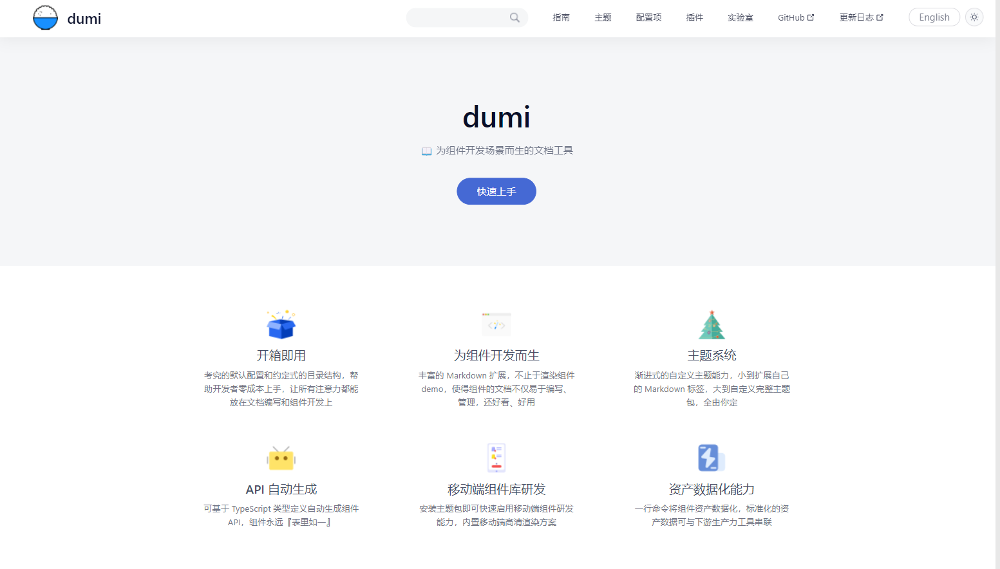 dumi
指南
主题
配置项
插件
实验室
GitHub
更新日志
English
dumi
📖 为组件开发场景而生的文档工具
快速上手
开箱即用
考究的默认配置和约定式的目录结构，帮
助开发者零成本上手，让所有注意力都能
放在文档编写和组件开发上
为组件开发而生
丰富的 Markdown 扩展，不止于渲染组件
demo，使得组件的文档不仅易于编写、
管理，还好看、好用
主题系统
渐进式的自定义主题能力，小到扩展自己
的 Markdown 标签，大到自定义完整主题
包，全由你定
API 自动生成
可基于 TypeScript 类型定义自动生成组件
API，组件永远『表里如一』
移动端组件库研发
安装主题包即可快速启用移动端组件研发
能力，内置移动端高清渲染方案
资产数据化能力
一行命令将组件资产数据化，标准化的资
产数据可与下游生产力工具串联